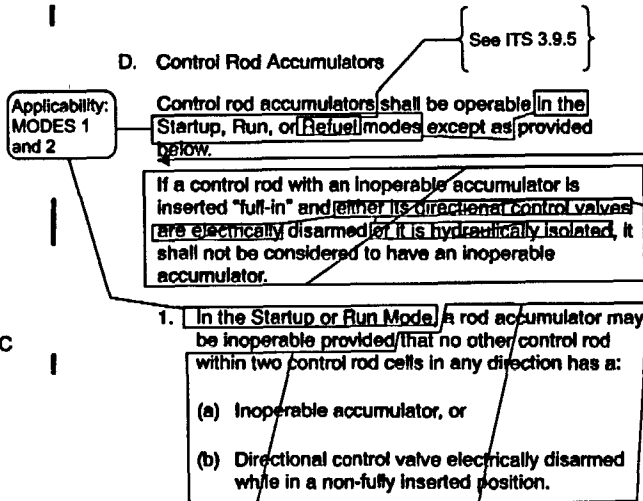 See ITS 3.9.5
D. Control Rod Accumulators
Applicability:
MODES 1
and 2
Control rod accumulators shall be operable in the
Startup, Run, or Refuel modes except as provided
below.
If a control rod with an inoperable accumulator is
inserted "full-in" and either its directional control valves
are electrically disarmed or it is hydraulically isolated, it
shall not be considered to have an inoperable
accumulator.
1. In the Startup or Run Mode, a rod accumulator may
be inoperable provided that no other control rod
within two control rod cells in any direction has a:
C
(a) Inoperable accumulator, or
(b) Directional control valve electrically disarmed
while in a non-fully inserted position.